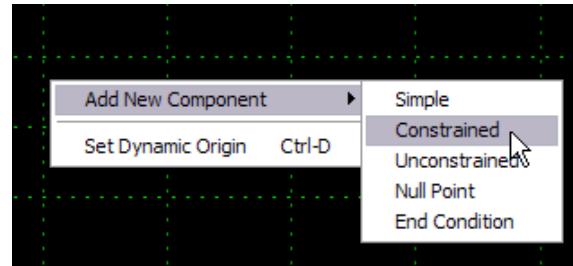 Add New Component
Set Dynamic Origin Ctrl-D
Simple
Constrained
Unconstrained
Null Point
End Condition